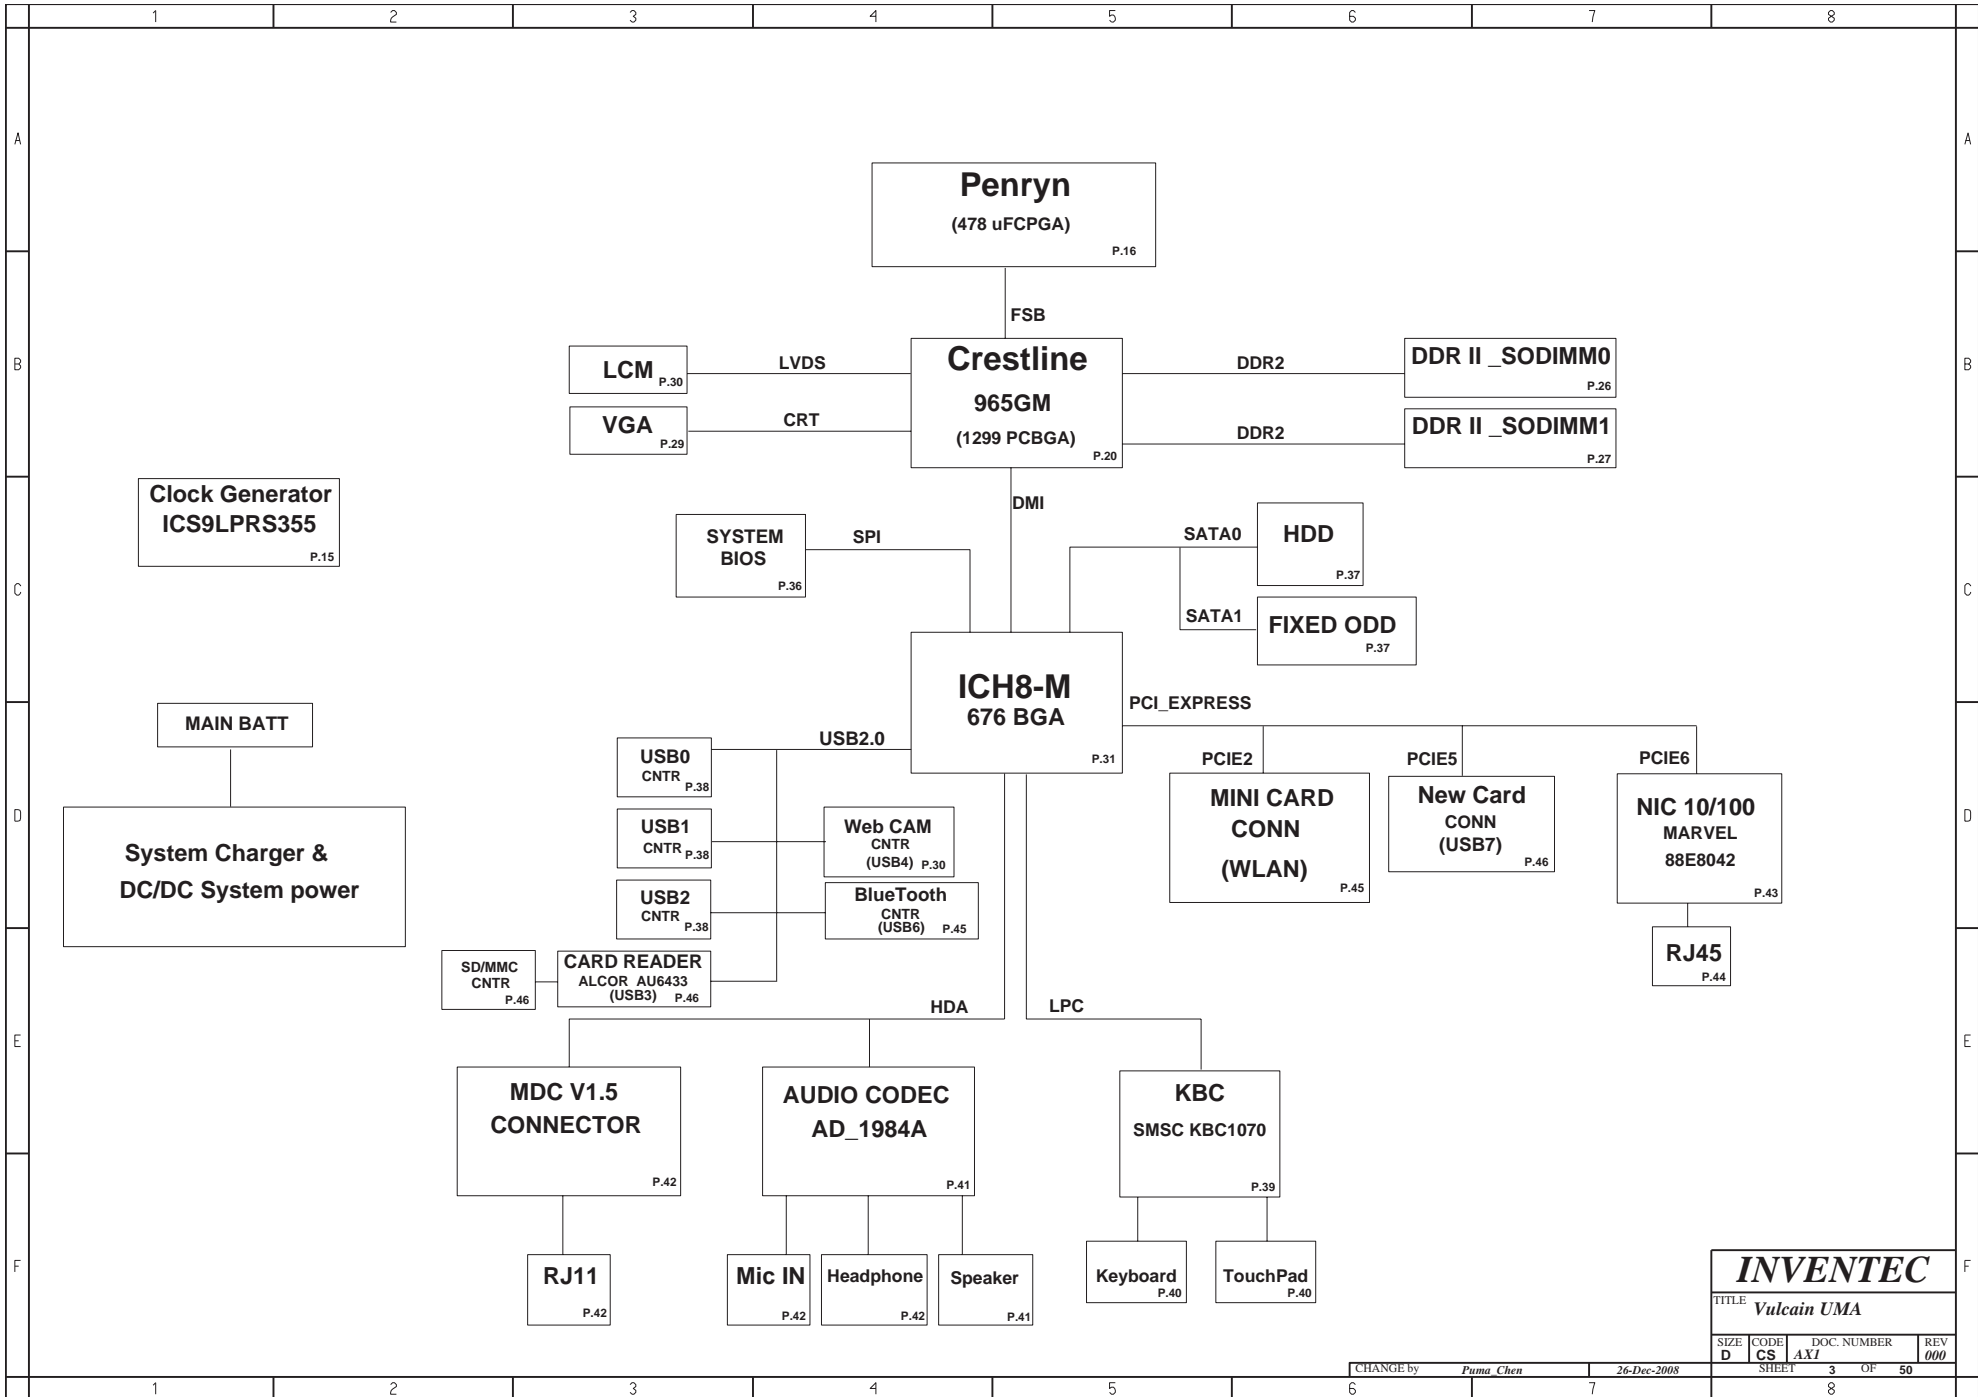 1 2 3 4 5 6 7 8
A A
Penryn
(478 uFCPGA)
P.16
FSB
B B
LCM P.30
LVDS
VGA P.29
CRT
Crestline
965GM
(1299 PCBGA)
P.20
DDR2
DDR II _SODIMM0
P.26
DDR2
DDR II _SODIMM1
P.27
Clock Generator
ICS9LPRS355
P.15
DMI
SYSTEM
BIOS
P.36
SPI
SATA0
HDD
P.37
C C
SATA1
FIXED ODD
P.37
ICH8-M
676 BGA
P.31
PCI_EXPRESS
MAIN BATT
USB2.0
USB0
CNTR
P.38
PCIE2
PCIE5
PCIE6
D D
System Charger &
DC/DC System power
USB1
CNTR P.38
Web CAM
CNTR
(USB4) P.30
MINI CARD
CONN
(WLAN)
P.45
New Card
CONN
(USB7)
P.46
NIC 10/100
MARVEL
88E8042
P.43
USB2
CNTR
P.38
BlueTooth
CNTR
(USB6) P.45
RJ45
P.44
SD/MMC
CNTR
P.46
CARD READER
ALCOR AU6433
(USB3) P.46
HDA
LPC
E E
MDC V1.5
CONNECTOR
P.42
AUDIO CODEC
AD_1984A
P.41
KBC
SMSC KBC1070
P.39
F F
RJ11
P.42
Mic IN
P.42
Headphone
P.42
Speaker
P.41
Keyboard
P.40
TouchPad
P.40
INVENTEC
TITLE Vulcain UMA
SIZE CODE DOC. NUMBER REV
D CS AX1 000
CHANGE by Puma_Chen 26-Dec-2008 SHEET 3 OF 50
1 2 3 4 5 6 7 8